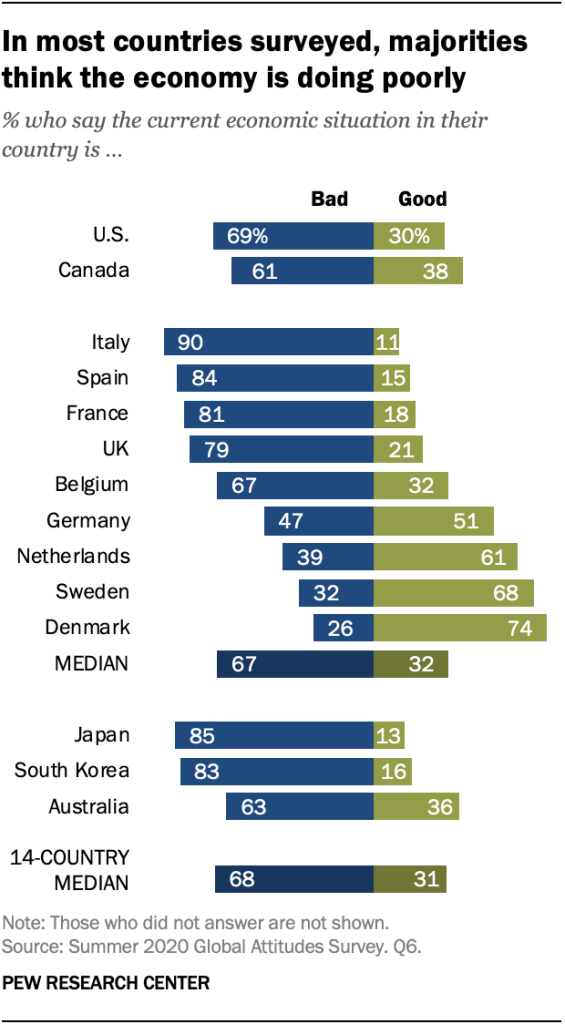 In most countries surveyed, majorities
think the economy is doing poorly
% who say the current economic situation in their
country is ...
Bad Good
U.S. 69% 30%
Canada 61 38
Italy 90 11
Spain 84 15
France 81 18
UK 79 21
Belgium 67 32
Germany 47 51
Netherlands 39 61
Sweden 32 68
Denmark 26 74
MEDIAN 67 32
Japan 85 13
South Korea 83 16
Australia 63 36
14-COUNTRY
MEDIAN 68 31
Note: Those who did not answer are not shown.
Source: Summer 2020 Global Attitudes Survey. Q6.
PEW RESEARCH CENTER